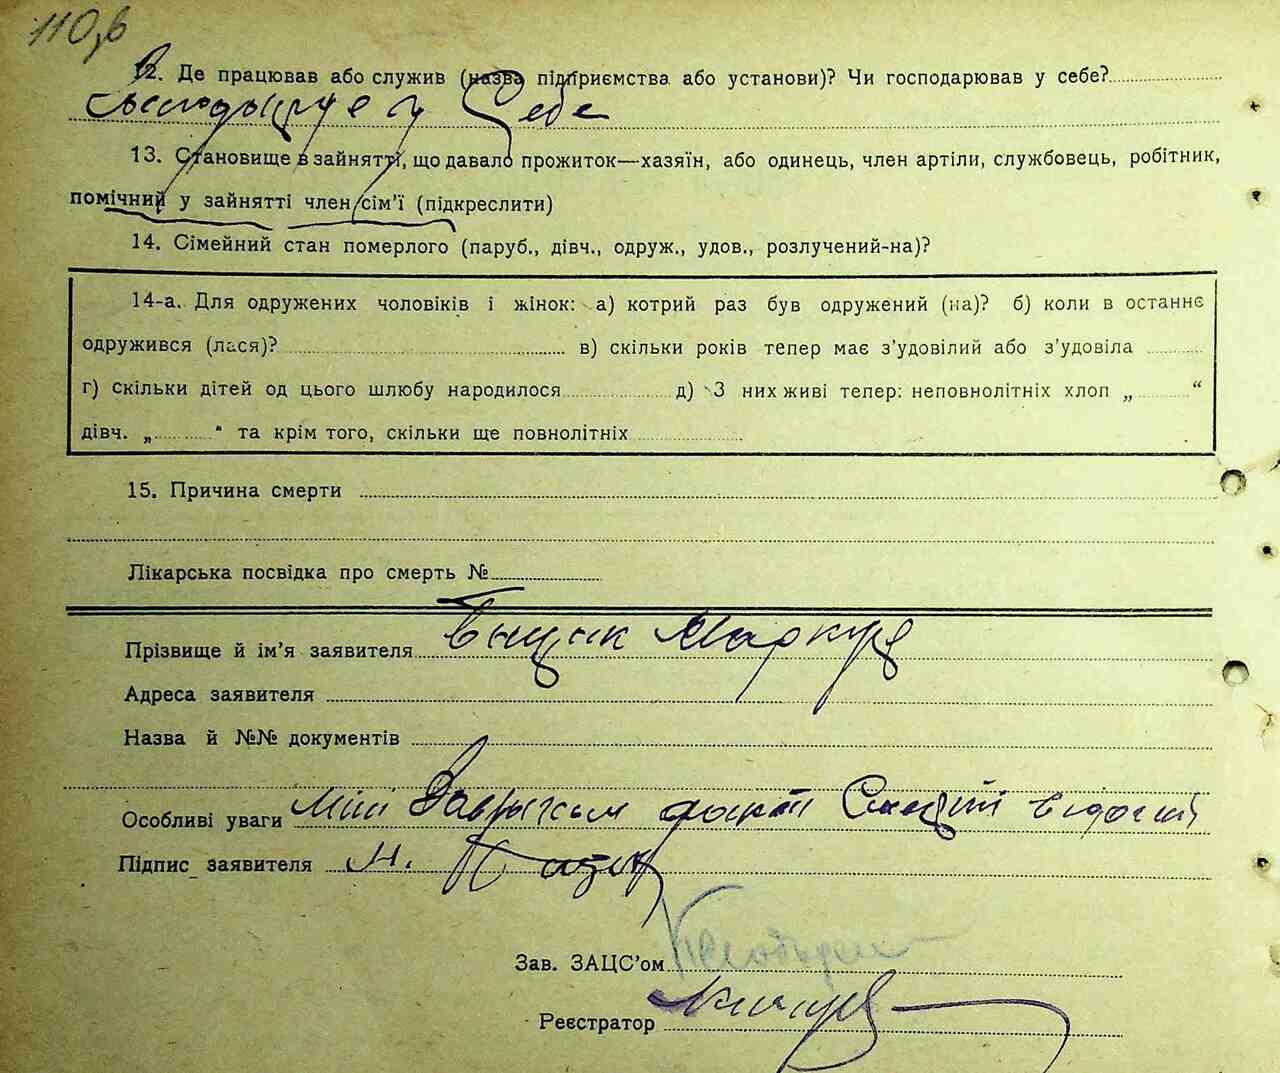 110,в
12. Де працював або служив (назва підприємства або установи)? Чи господарював у себе?
Господарює у Себе
13. Становище в зайнятті, що давало прожиток—хазяїн, або одинець, член артіли, службовець, робітник,
помічний у зайнятті член сім'ї (підкреслити)
14. Сімейний стан померлого (паруб., дівч., одруж., удов., розлучений-на)?
14-а. Для одружених чоловіків і жінок: а) котрий раз був одружений (на)? б) коли в останнє
одружився (лася)? в) скільки років тепер має з'удовілий або з'удовіла
г) скільки дітей од цього шлюбу народилося д) З них живі тепер: неповнолітніх хлоп „ “
дівч. „ “ та крім того, скільки ще повнолітніх
15. Причина смерти
Лікарська посвідка про смерть №
Прізвище й ім'я заявителя
Адреса заявителя
Назва й №№ документів
Особливі уваги Мині факт Смерті
Підпис заявителя
Зав. ЗАЦС'ом
Реєстратор